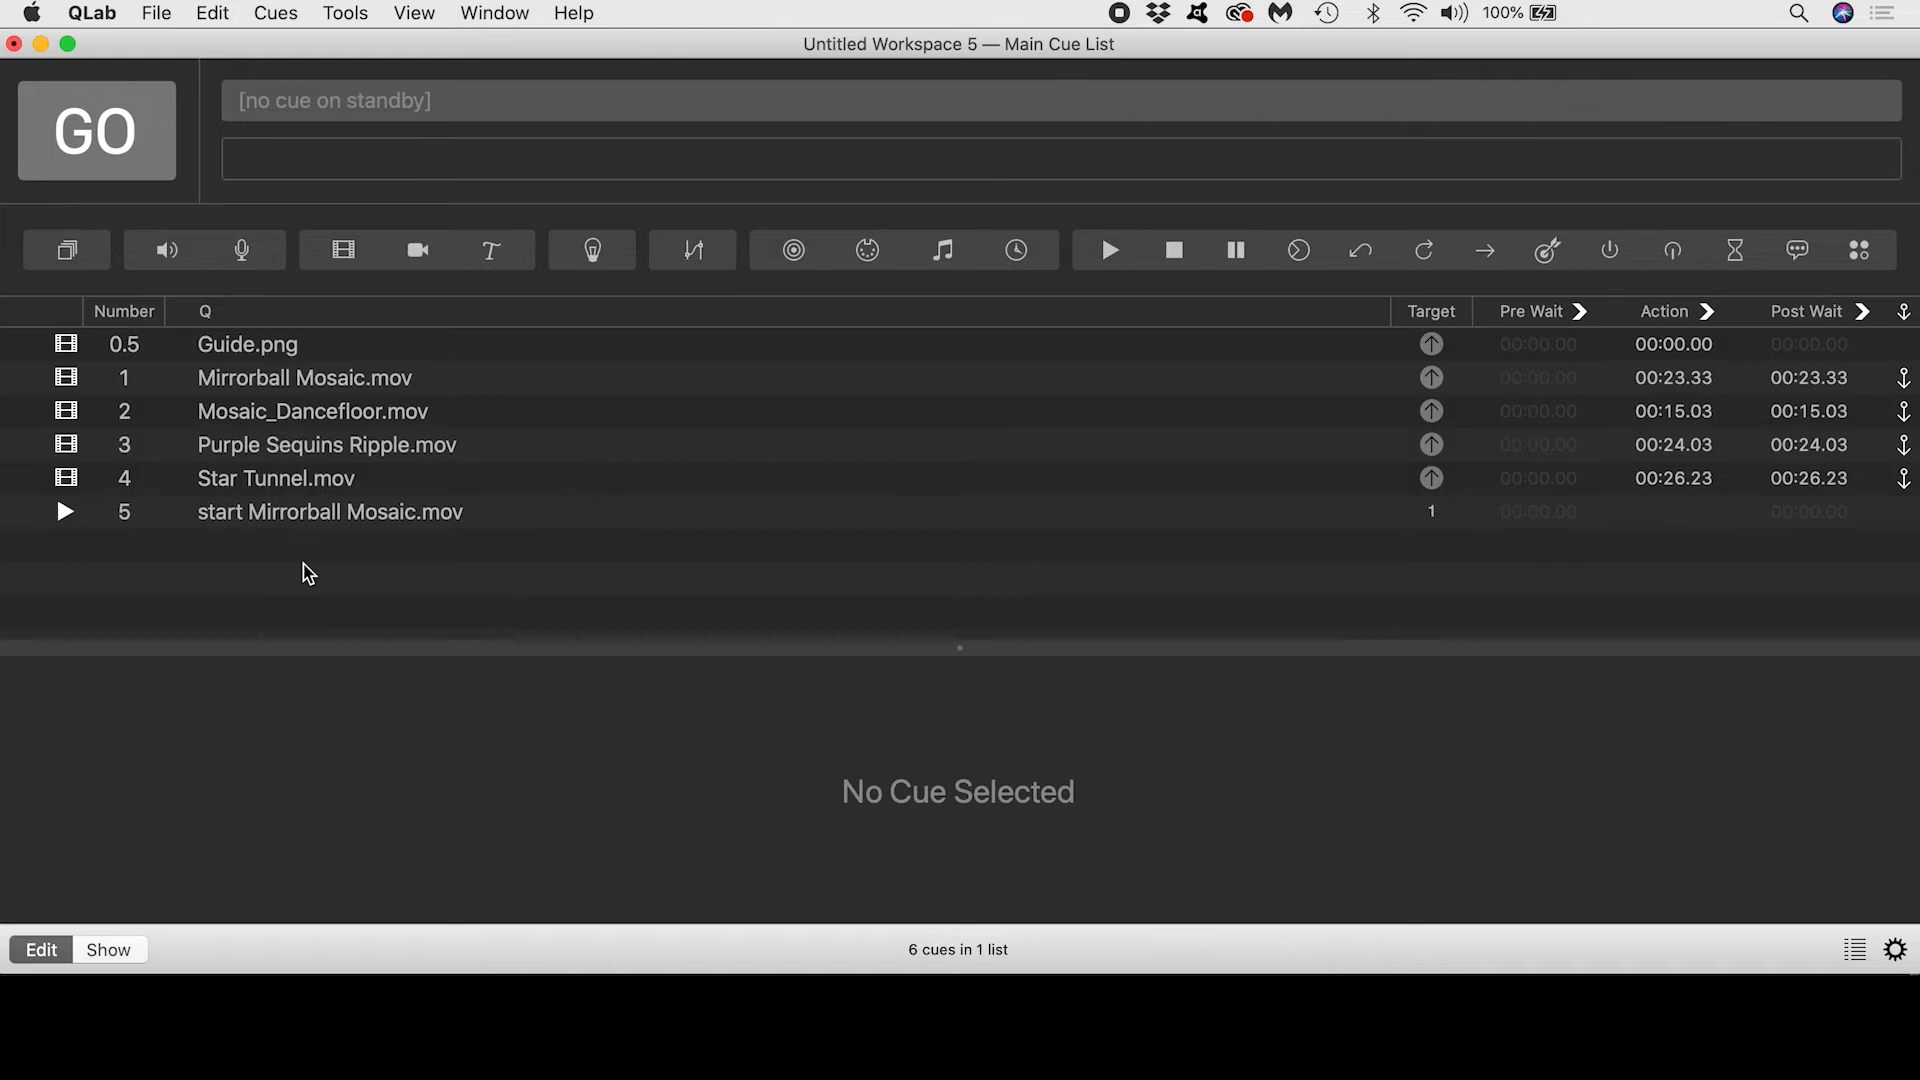 QLab File Edit Cues Tools View Window Help 100%
Untitled Workspace 5 — Main Cue List
GO
[no cue on standby]
Number Q Target Pre Wait Action Post Wait
0.5 Guide.png 00:00.00 00:00.00 00:00.00
1 Mirrorball Mosaic.mov 00:00.00 00:23.33 00:23.33
2 Mosaic_Dancefloor.mov 00:00.00 00:15.03 00:15.03
3 Purple Sequins Ripple.mov 00:00.00 00:24.03 00:24.03
4 Star Tunnel.mov 00:00.00 00:26.23 00:26.23
5 start Mirrorball Mosaic.mov 1 00:00.00 00:00.00
No Cue Selected
Edit Show 6 cues in 1 list